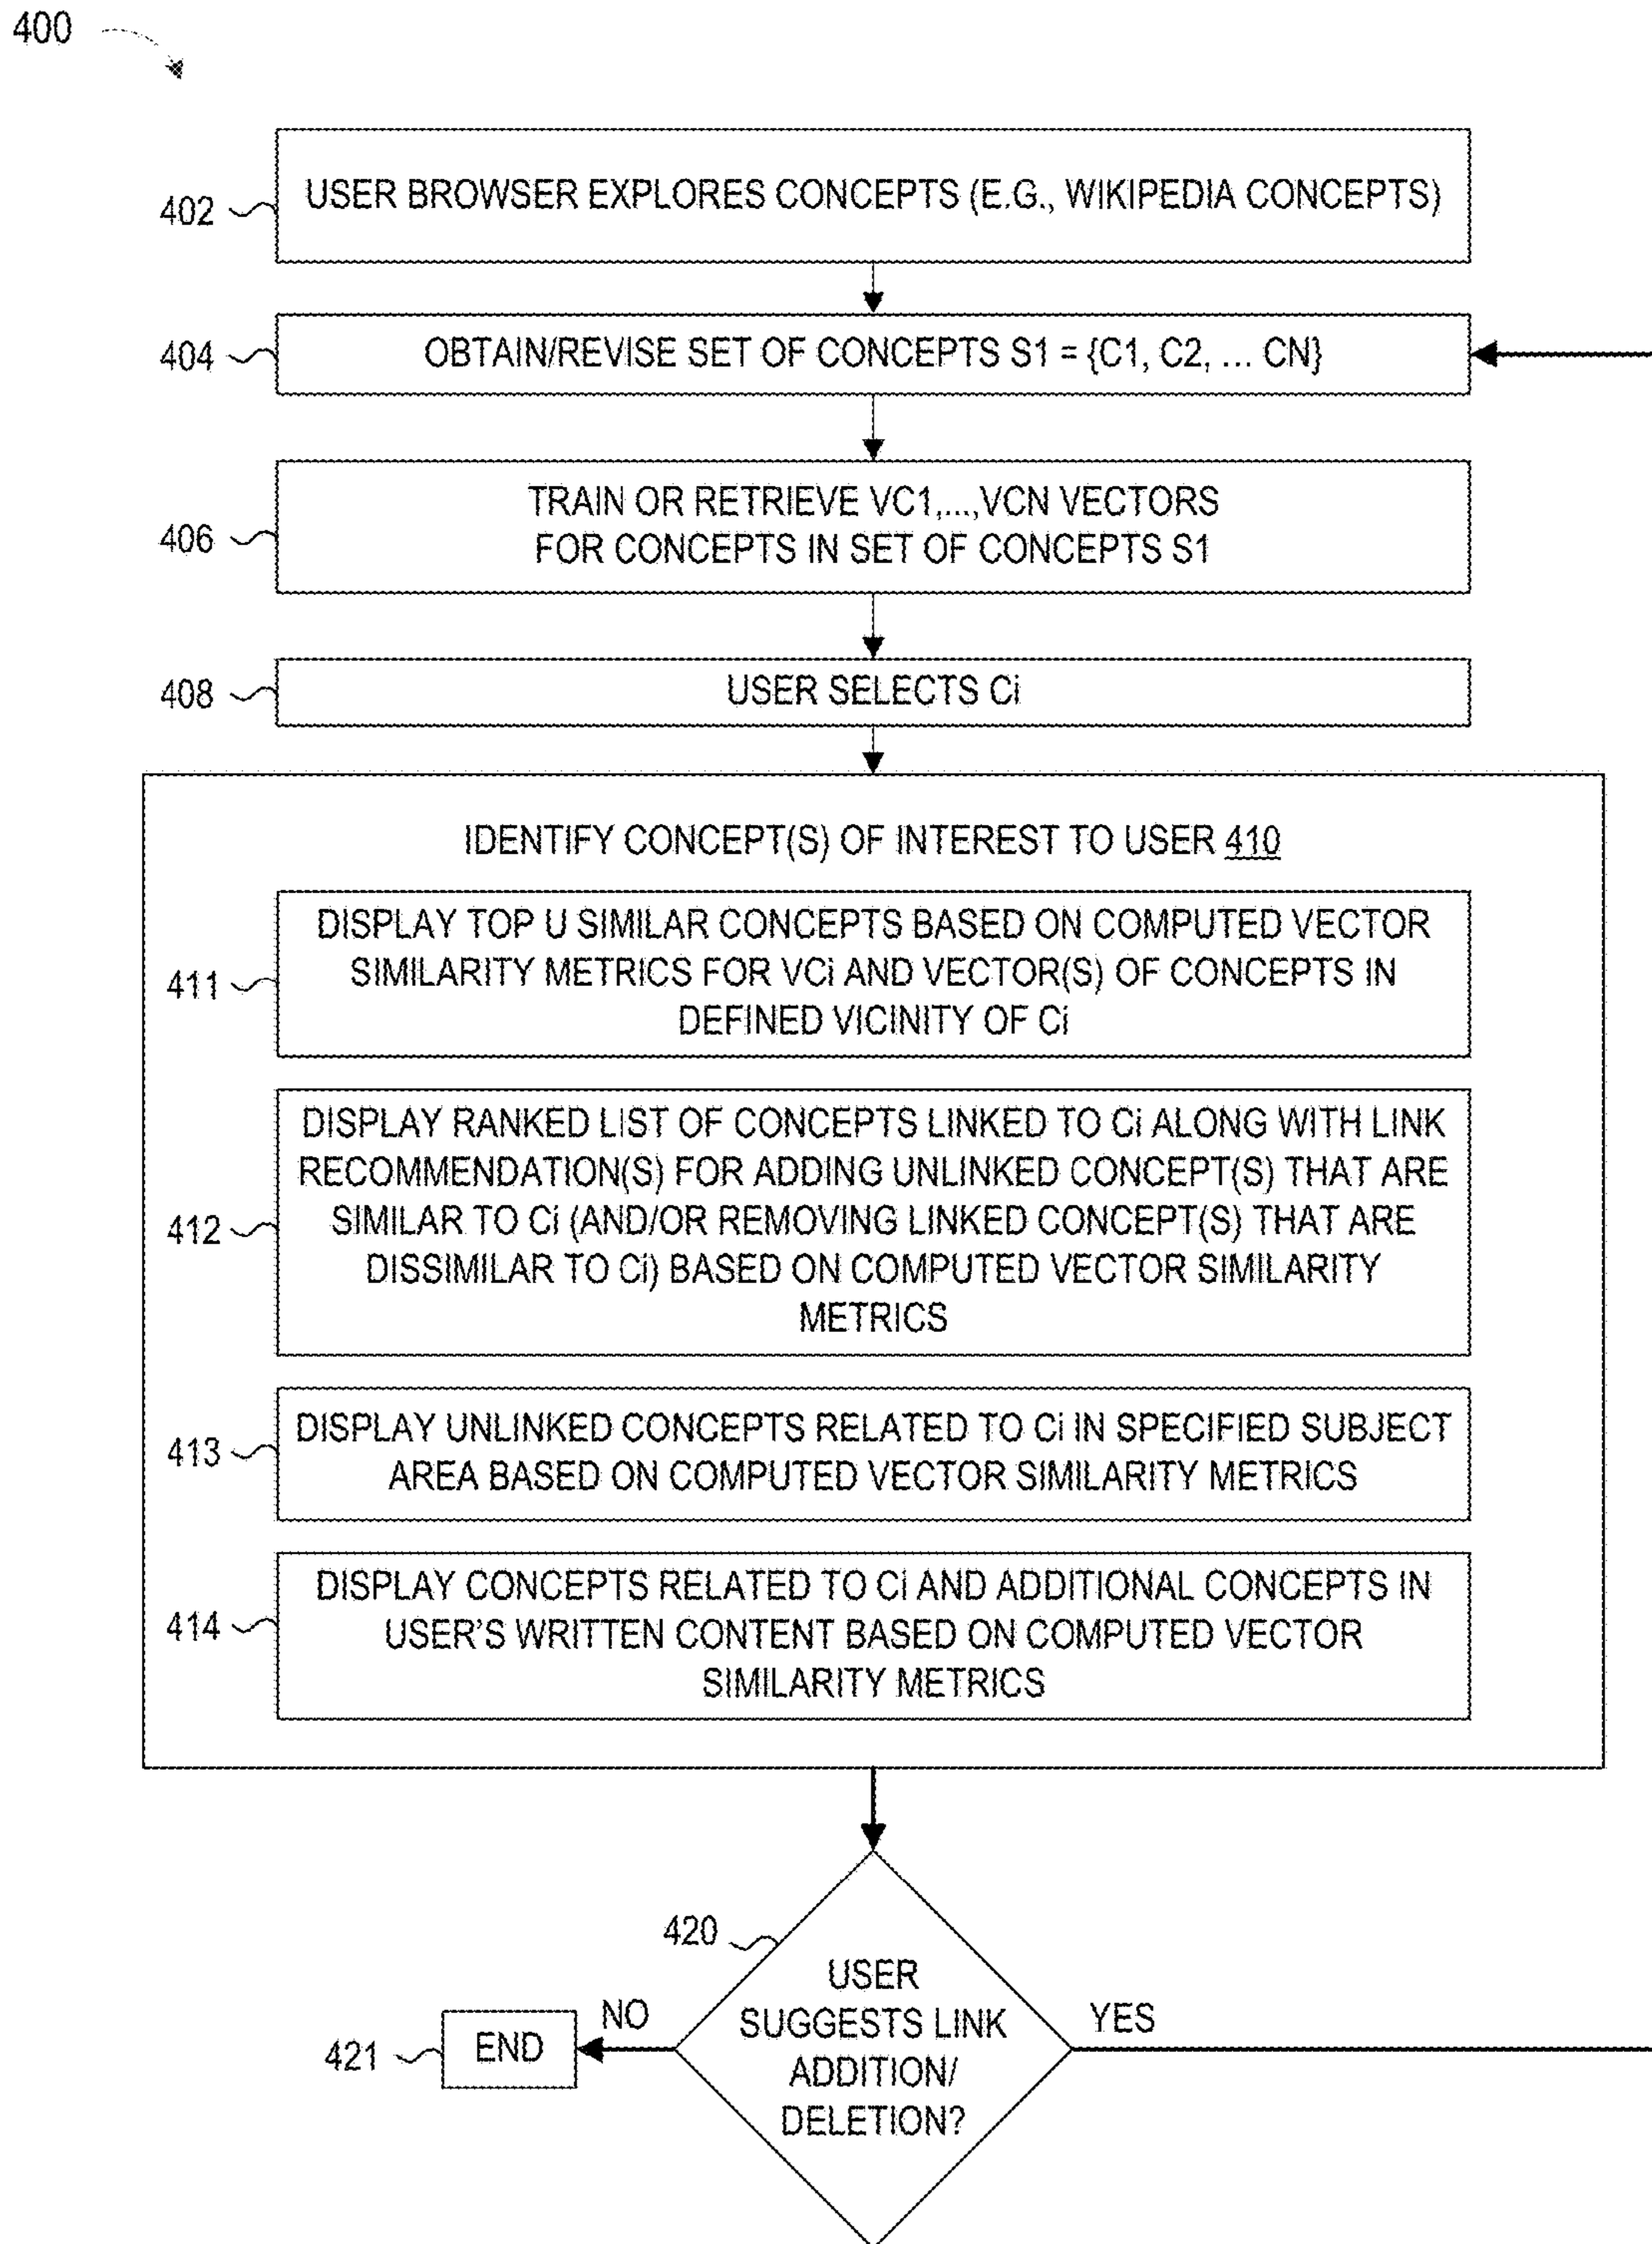 400
402
USER BROWSER EXPLORES CONCEPTS (E.G., WIKIPEDIA CONCEPTS)
404
OBTAIN/REVISE SET OF CONCEPTS S1 = {C1, C2, ... CN}
406
TRAIN OR RETRIEVE VC1,...,VCN VECTORS
FOR CONCEPTS IN SET OF CONCEPTS S1
408
USER SELECTS Ci
IDENTIFY CONCEPT(S) OF INTEREST TO USER 410
411
DISPLAY TOP U SIMILAR CONCEPTS BASED ON COMPUTED VECTOR
SIMILARITY METRICS FOR VCi AND VECTOR(S) OF CONCEPTS IN
DEFINED VICINITY OF Ci
412
DISPLAY RANKED LIST OF CONCEPTS LINKED TO Ci ALONG WITH LINK
RECOMMENDATION(S) FOR ADDING UNLINKED CONCEPT(S) THAT ARE
SIMILAR TO Ci (AND/OR REMOVING LINKED CONCEPT(S) THAT ARE
DISSIMILAR TO Ci) BASED ON COMPUTED VECTOR SIMILARITY
METRICS
413
DISPLAY UNLINKED CONCEPTS RELATED TO Ci IN SPECIFIED SUBJECT
AREA BASED ON COMPUTED VECTOR SIMILARITY METRICS
414
DISPLAY CONCEPTS RELATED TO Ci AND ADDITIONAL CONCEPTS IN
USER'S WRITTEN CONTENT BASED ON COMPUTED VECTOR
SIMILARITY METRICS
420
USER
SUGGESTS LINK
ADDITION/
DELETION?
NO
YES
421
END